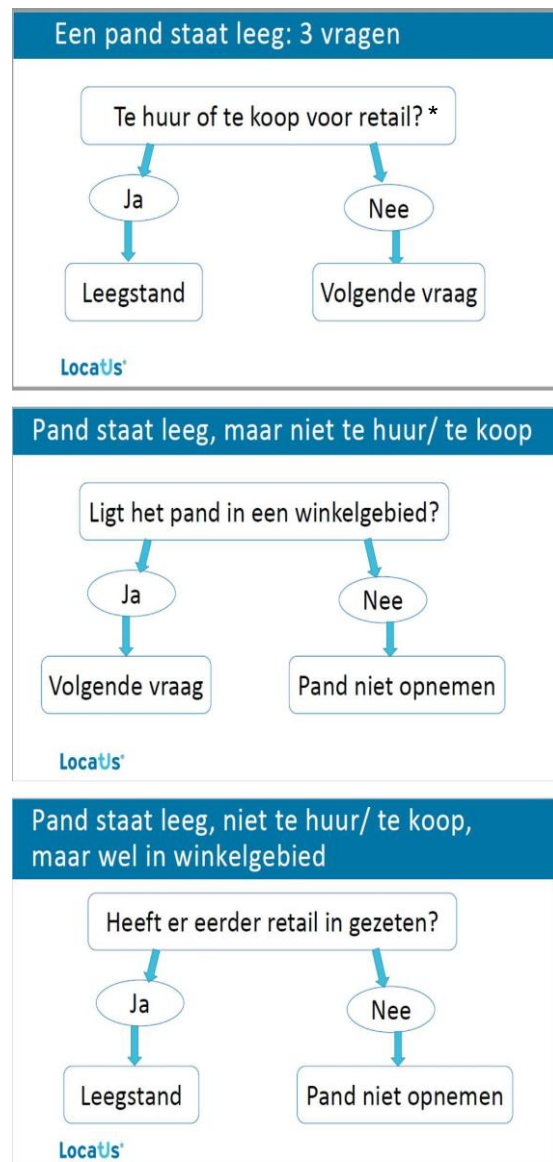 Een pand staat leeg: 3 vragen
Te huur of te koop voor retail? *
Ja
Nee
Leegstand
Volgende vraag
Locatus
Pand staat leeg, maar niet te huur/ te koop
Ligt het pand in een winkelgebied?
Ja
Nee
Volgende vraag
Pand niet opnemen
Locatus
Pand staat leeg, niet te huur/ te koop,
maar wel in winkelgebied
Heeft er eerder retail in gezeten?
Ja
Nee
Leegstand
Pand niet opnemen
Locatus